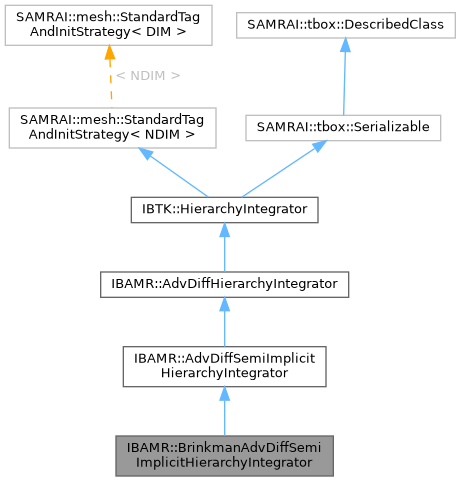 SAMRAI::mesh::StandardTag
AndInitStrategy< DIM >
SAMRAI::tbox::DescribedClass
< NDIM >
SAMRAI::mesh::StandardTag
AndInitStrategy< NDIM >
SAMRAI::tbox::Serializable
IBTK::HierarchyIntegrator
IBAMR::AdvDiffHierarchyIntegrator
IBAMR::AdvDiffSemiImplicit
HierarchyIntegrator
IBAMR::BrinkmanAdvDiffSemi
ImplicitHierarchyIntegrator